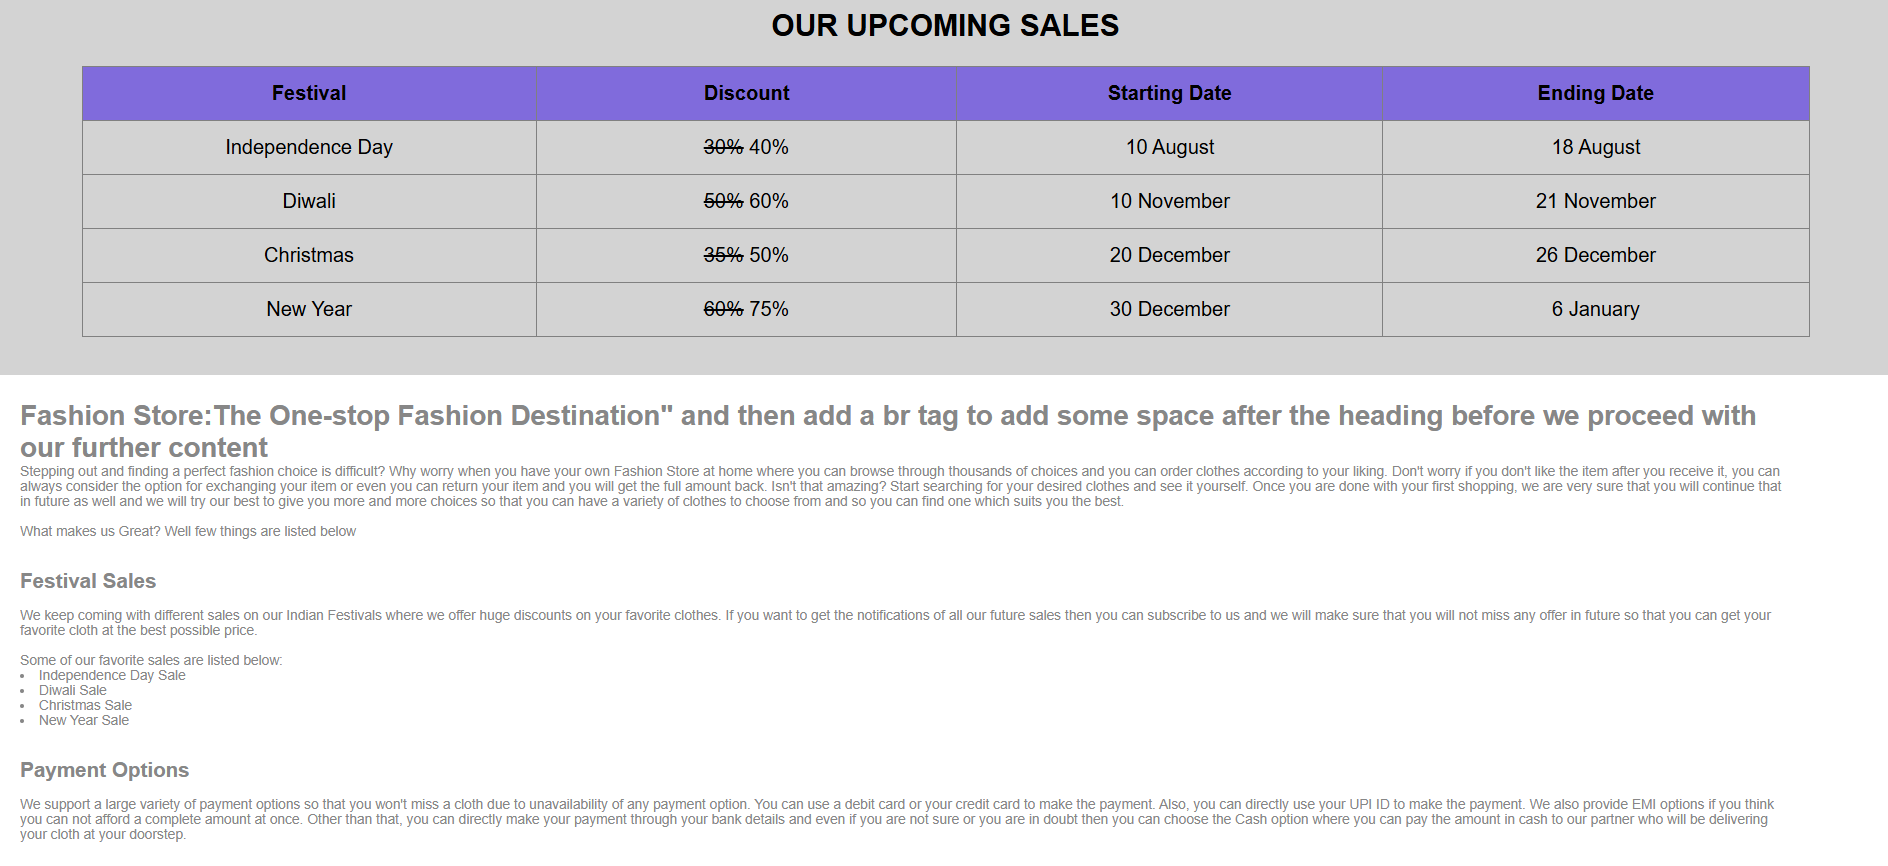 OUR UPCOMING SALES
Festival Discount Starting Date Ending Date
Independence Day 30% 40% 10 August 18 August
Diwali 50% 60% 10 November 21 November
Christmas 35% 50% 20 December 26 December
New Year 60% 75% 30 December 6 January
Fashion Store:The One-stop Fashion Destination" and then add a br tag to add some space after the heading before we proceed with
our further content
Stepping out and finding a perfect fashion choice is difficult? Why worry when you have your own Fashion Store at home where you can browse through thousands of choices and you can order clothes according to your liking. Don't worry if you don't like the item after you receive it, you can
always consider the option for exchanging your item or even you can return your item and you will get the full amount back. Isn't that amazing? Start searching for your desired clothes and see it yourself. Once you are done with your first shopping, we are very sure that you will continue that
in future as well and we will try our best to give you more and more choices so that you can have a variety of clothes to choose from and so you can find one which suits you the best.
What makes us Great? Well few things are listed below
Festival Sales
We keep coming with different sales on our Indian Festivals where we offer huge discounts on your favorite clothes. If you want to get the notifications of all our future sales then you can subscribe to us and we will make sure that you will not miss any offer in future so that you can get your
favorite cloth at the best possible price.
Some of our favorite sales are listed below:
• Independence Day Sale
• Diwali Sale
• Christmas Sale
• New Year Sale
Payment Options
We support a large variety of payment options so that you won't miss a cloth due to unavailability of any payment option. You can use a debit card or your credit card to make the payment. Also, you can directly use your UPI ID to make the payment. We also provide EMI options if you think
you can not afford a complete amount at once. Other than that, you can directly make your payment through your bank details and even if you are not sure or you are in doubt then you can choose the Cash option where you can pay the amount in cash to our partner who will be delivering
your cloth at your doorstep.